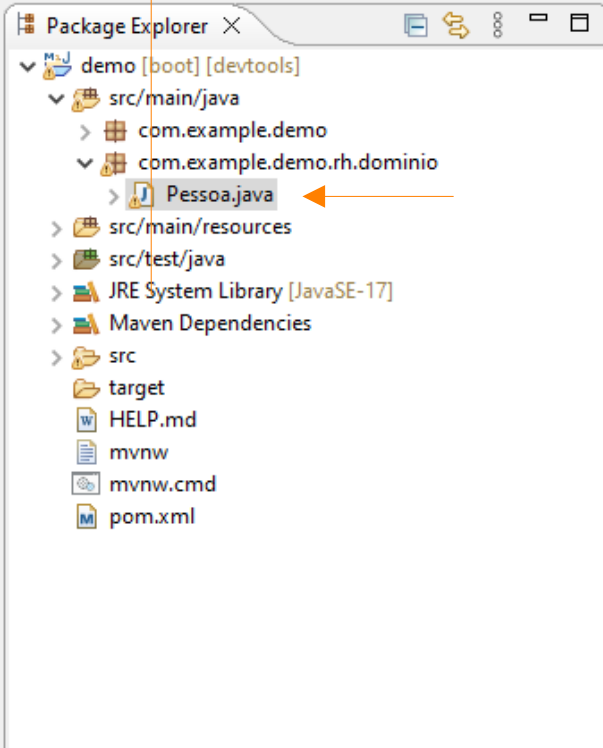 Package Explorer
demo [boot] [devtools]
src/main/java
com.example.demo
com.example.demo.rh.dominio
Pessoa.java
src/main/resources
src/test/java
JRE System Library [JavaSE-17]
Maven Dependencies
src
target
HELP.md
mvnw
mvnw.cmd
pom.xml